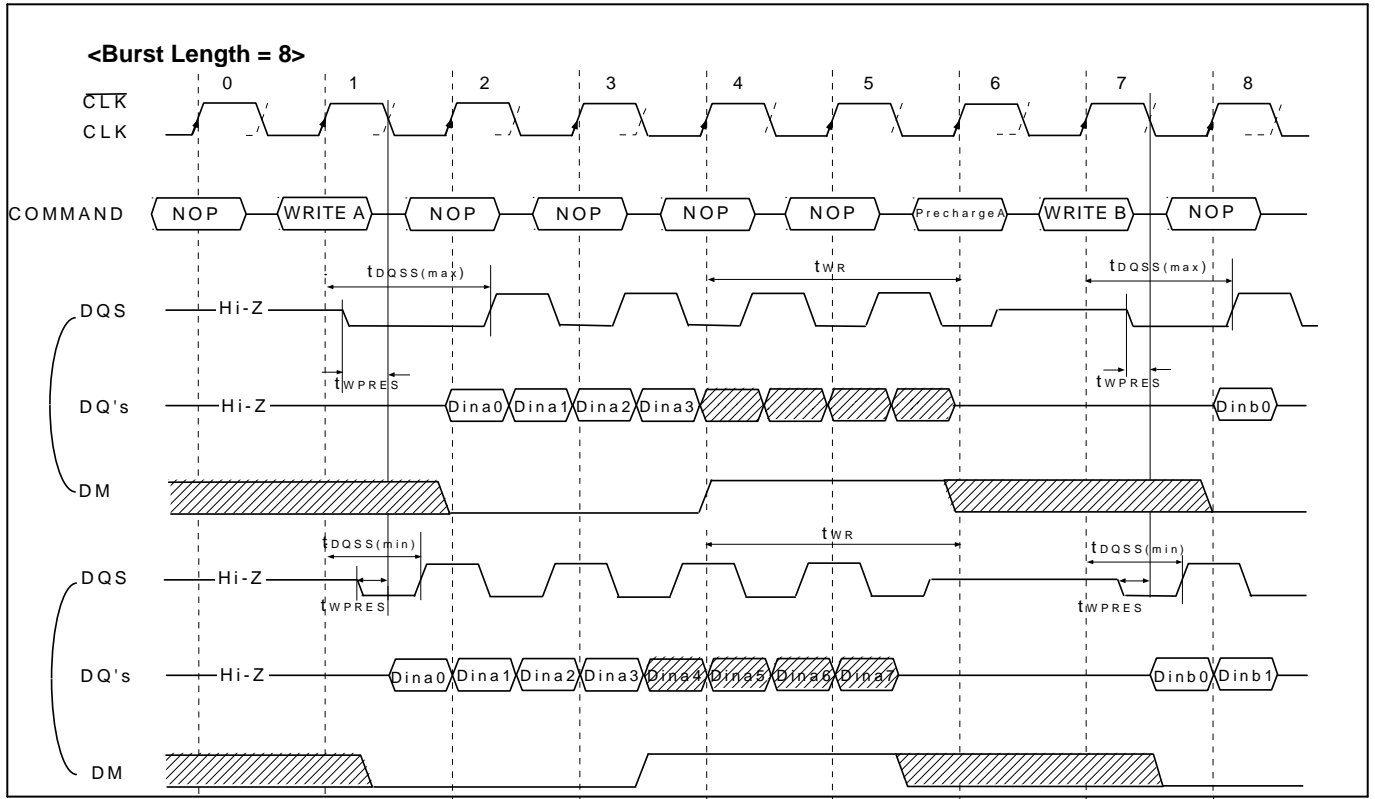 <Burst Length = 8>
0 1 2 3 4 5 6 7 8
CLK
CLK
COMMAND NOP WRITE A NOP NOP NOP NOP PrechargeA WRITE B NOP
tDQSS(max) tWR tDQSS(max)
DQS Hi-Z
tWPRES tWPRES
DQ's Hi-Z Dina0 Dina1 Dina2 Dina3 Dinb0
DM
tDQSS(min) tWR tDQSS(min)
DQS Hi-Z
tWPRES tWPRES
DQ's Hi-Z Dina0 Dina1 Dina2 Dina3 Dina4 Dina5 Dina6 Dina7 Dinb0 Dinb1
DM